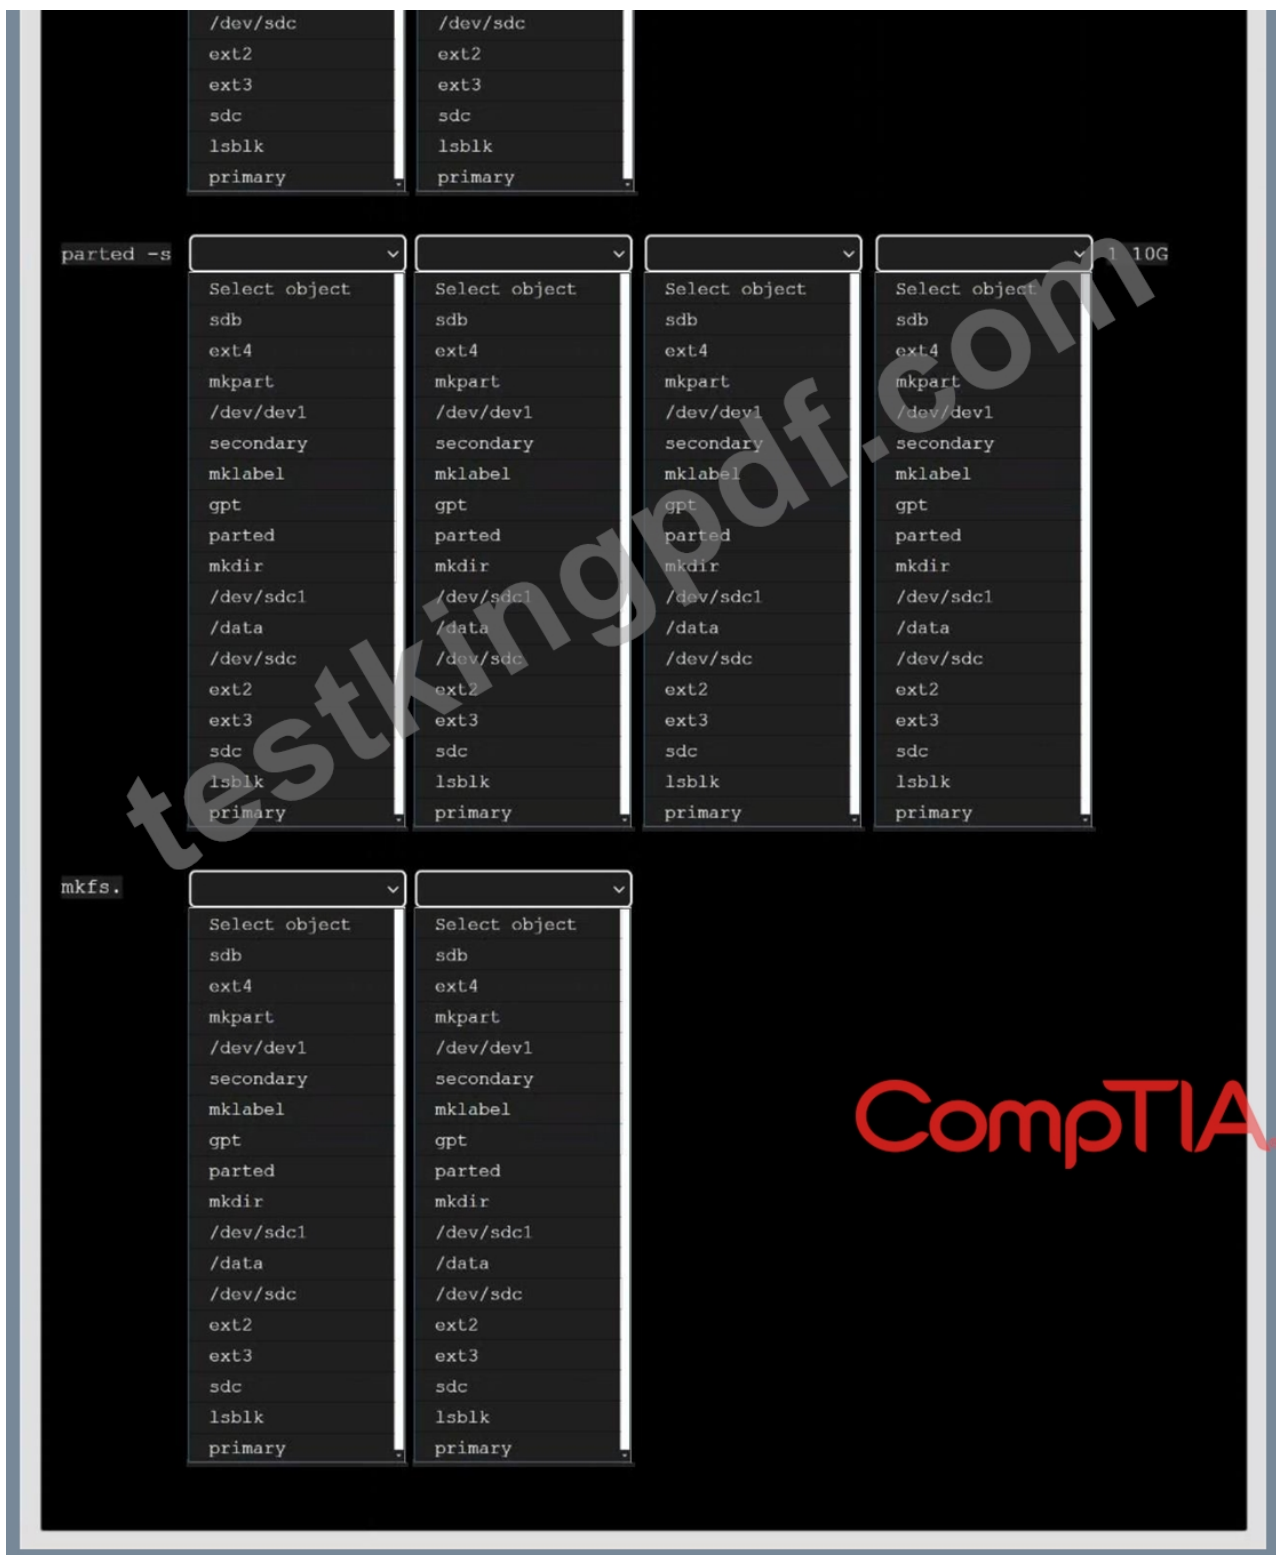 /dev/sdc /dev/sdc
ext2 ext2
ext3 ext3
sdc sdc
lsblk lsblk
primary primary
parted -s 1 10G
Select object Select object Select object Select object
sdb sdb sdb sdb
ext4 ext4 ext4 ext4
mkpart mkpart mkpart mkpart
/dev/dev1 /dev/dev1 /dev/dev1 /dev/dev1
secondary secondary secondary secondary
mklabel mklabel mklabel mklabel
gpt gpt gpt gpt
parted parted parted parted
mkdir mkdir mkdir mkdir
/dev/sdc1 /dev/sdc1 /dev/sdc1 /dev/sdc1
/data /data /data /data
/dev/sdc /dev/sdc /dev/sdc /dev/sdc
ext2 ext2 ext2 ext2
ext3 ext3 ext3 ext3
sdc sdc sdc sdc
lsblk lsblk lsblk lsblk
primary primary primary primary
testkingpdf.com
mkfs.
Select object Select object
sdb sdb
ext4 ext4
mkpart mkpart
/dev/dev1 /dev/dev1
secondary secondary
mklabel mklabel
gpt gpt
parted parted
mkdir mkdir
/dev/sdc1 /dev/sdc1
/data /data
/dev/sdc /dev/sdc
ext2 ext2
ext3 ext3
sdc sdc
lsblk lsblk
primary primary
CompTIA